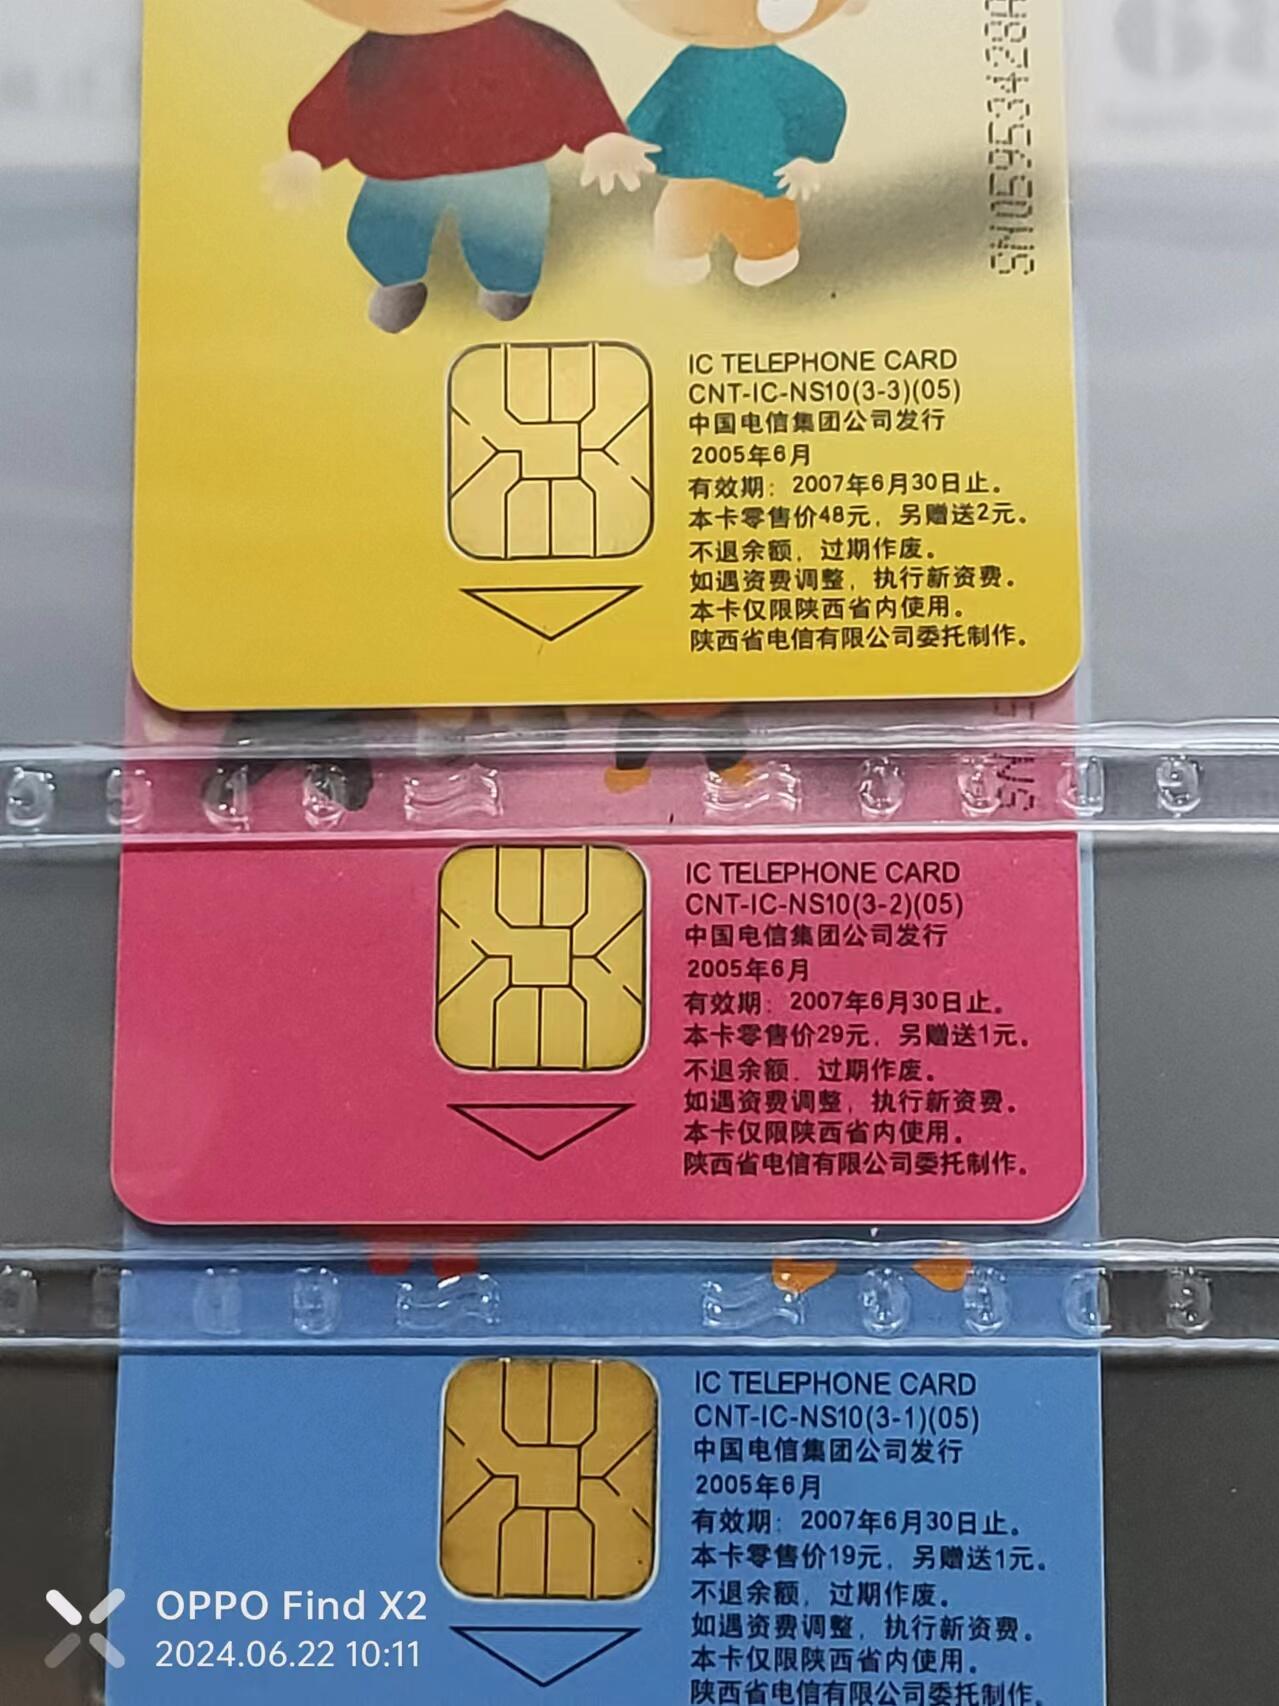 SN05953428
IC TELEPHONE CARD
CNT-IC-NS10(3-3)(05)
中国电信集团公司发行
2005年6月
有效期：2007年6月30日止。
本卡零售价48元，另赠送2元。
不退余额，过期作废。
如遇资费调整，执行新资费。
本卡仅限陕西省内使用。
陕西省电信有限公司委托制作。
IC TELEPHONE CARD
CNT-IC-NS10(3-2)(05)
中国电信集团公司发行
2005年6月
有效期：2007年6月30日止。
本卡零售价29元，另赠送1元。
不退余额，过期作废。
如遇资费调整，执行新资费。
本卡仅限陕西省内使用。
陕西省电信有限公司委托制作。
IC TELEPHONE CARD
CNT-IC-NS10(3-1)(05)
中国电信集团公司发行
2005年6月
有效期：2007年6月30日止。
本卡零售价19元，另赠送1元。
不退余额，过期作废。
如遇资费调整，执行新资费。
本卡仅限陕西省内使用。
陕西省电信有限公司委托制作。
OPPO Find X2
2024.06.22 10:11